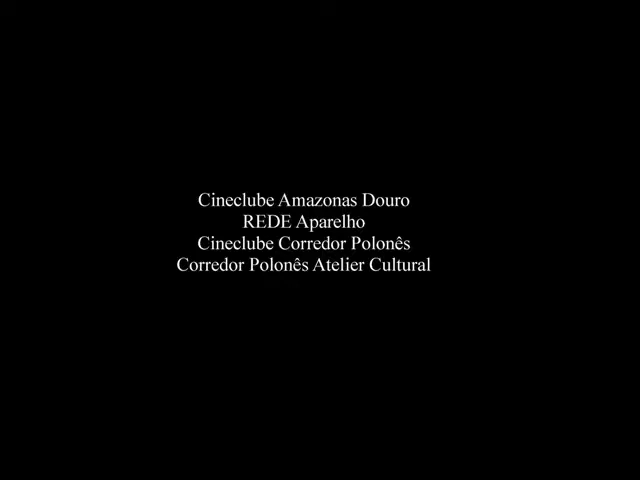 Cineclube Amazonas Douro
REDE Aparelho
Cineclube Corredor Polonês
Corredor Polonês Atelier Cultural